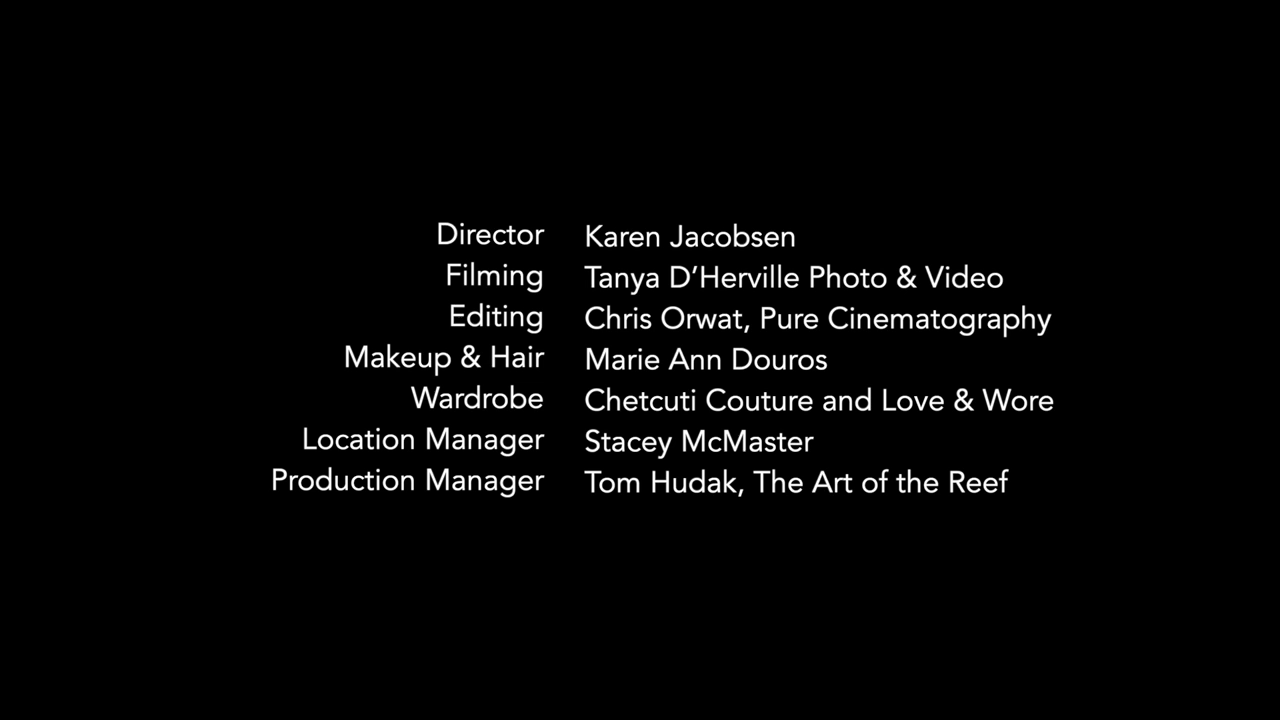 Director Karen Jacobsen
Filming Tanya D’Herville Photo & Video
Editing Chris Orwat, Pure Cinematography
Makeup & Hair Marie Ann Douros
Wardrobe Chetcuti Couture and Love & Wore
Location Manager Stacey McMaster
Production Manager Tom Hudak, The Art of the Reef